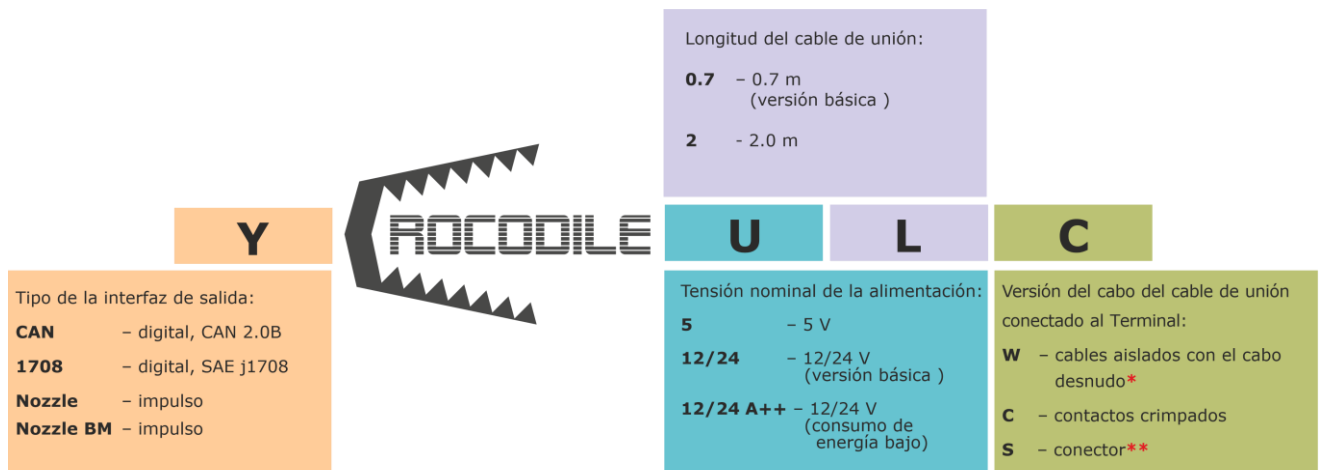 Longitud del cable de unión:
0.7 – 0.7 m
(versión básica )
2 - 2.0 m
Y
CROCODILE
U
L
C
Tipo de la interfaz de salida:
CAN – digital, CAN 2.0B
1708 – digital, SAE j1708
Nozzle – impulso
Nozzle BM – impulso
Tensión nominal de la alimentación:
5 – 5 V
12/24 – 12/24 V
(versión básica )
12/24 A++ – 12/24 V
(consumo de
energía bajo)
Versión del cabo del cable de unión
conectado al Terminal:
W – cables aislados con el cabo
desnudo*
C – contactos crimpados
S – conector**